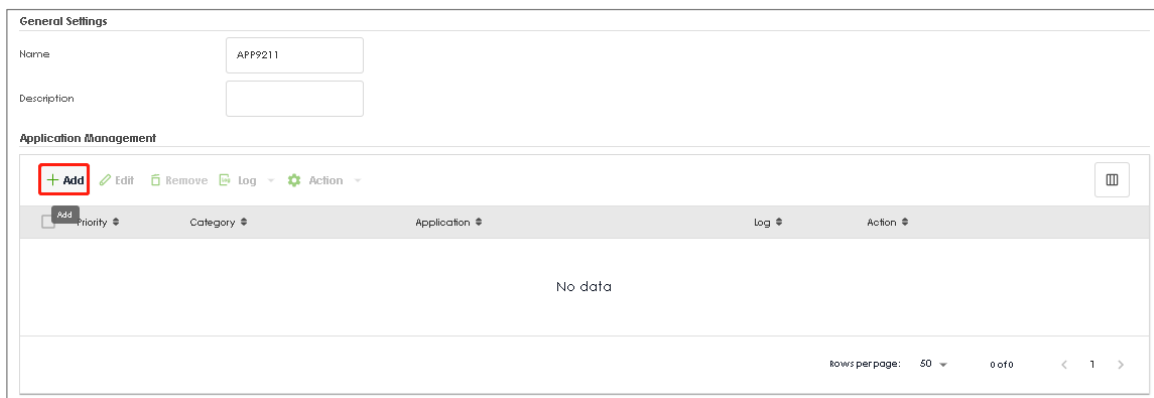 General Settings
Name APP9211
Description
Application Management
Add Edit Remove Log Action
Add
Priority Category Application Log Action
No data
Rows per page: 50 0 of 0 1